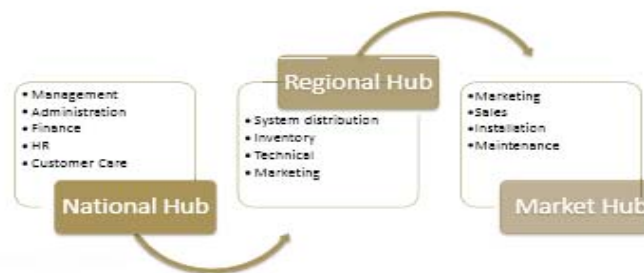 • Management
• Administration
• Finance
• HR
• Customer Care
National Hub
Regional Hub
• System distribution
• Inventory
• Technical
• Marketing
• Marketing
• Sales
• Installation
• Maintenance
Market Hub